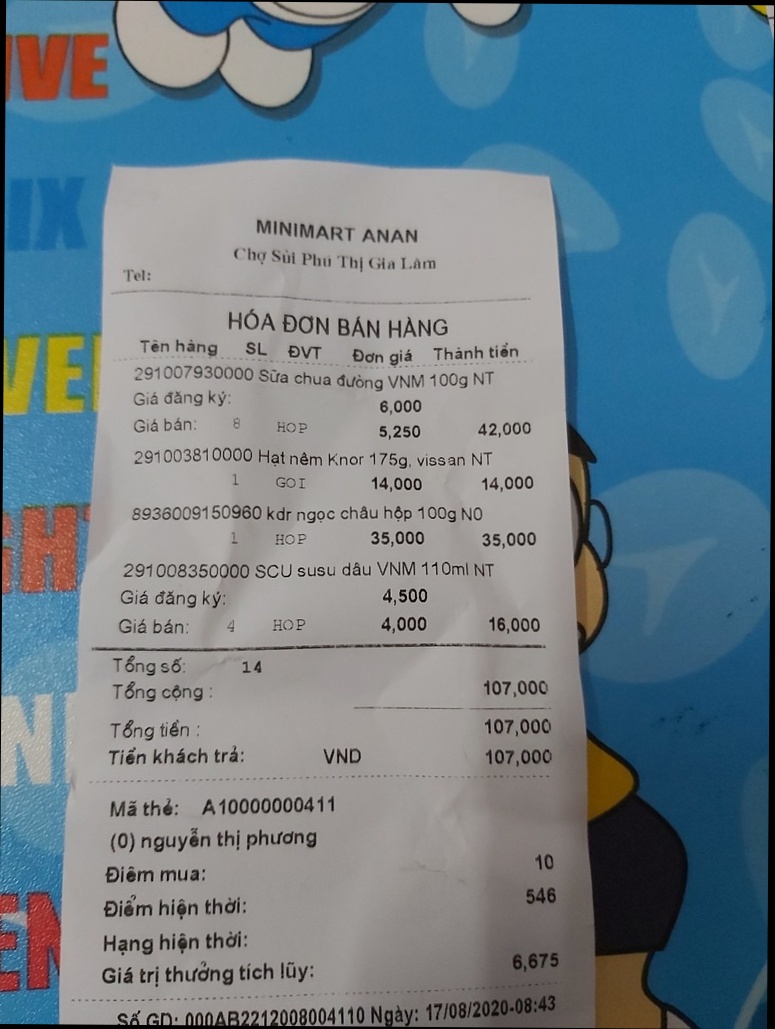 IVE
IX
VE
GHT
N
EN
MINIMART ANAN
Chợ Sủi Phú Thị Gia Lâm
Tel:
HÓA ĐƠN BÁN HÀNG
Tên hàng SL ĐVT Đơn giá Thành tiền
291007930000 Sữa chua đường VNM 100g NT
Giá đăng ký: 6,000
Giá bán: 8 HOP 5,250 42,000
291003810000 Hạt nêm Knor 175g, vissan NT
1 GOI 14,000 14,000
8936009150960 kdr ngọc châu hộp 100g N0
1 HOP 35,000 35,000
291008350000 SCU susu dâu VNM 110ml NT
Giá đăng ký: 4,500
Giá bán: 4 HOP 4,000 16,000
Tổng số: 14
Tổng cộng : 107,000
Tổng tiền : 107,000
Tiền khách trả: VND 107,000
Mã thẻ: A10000000411
(0) nguyễn thị phương
Điểm mua: 10
Điểm hiện thời: 546
Hạng hiện thời:
Giá trị thưởng tích lũy: 6,675
Số GD: 000AB2212008004110 Ngày: 17/08/2020-08:43